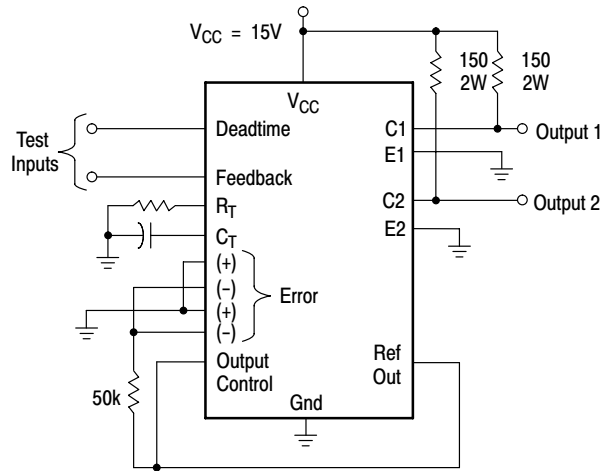 V_CC = 15V
150
2W
150
2W
V_CC
Test
Inputs
Deadtime
Feedback
R_T
C_T
(+)
(−)
(+)
(−)
Error
Output
Control
50k
Gnd
C1
E1
C2
E2
Ref
Out
Output 1
Output 2